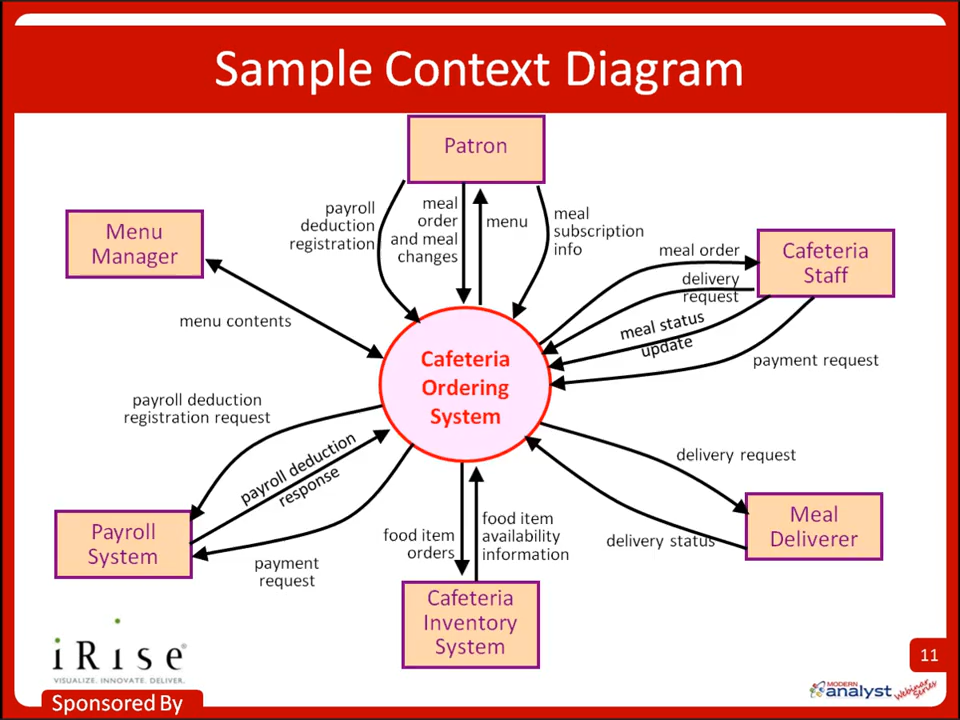 Sample Context Diagram
Patron
payroll
deduction
registration
meal
order
and meal
changes
menu
meal
subscription
info
Menu
Manager
menu contents
meal order
delivery
request
meal status
update
payment request
Cafeteria
Staff
Cafeteria
Ordering
System
payroll deduction
registration request
payroll deduction
response
payment
request
Payroll
System
food item
orders
food item
availability
information
delivery request
delivery status
Meal
Deliverer
Cafeteria
Inventory
System
iRise®
VISUALIZE. INNOVATE. DELIVER.
Sponsored By
11
MODERN
analyst
Webinar
Series